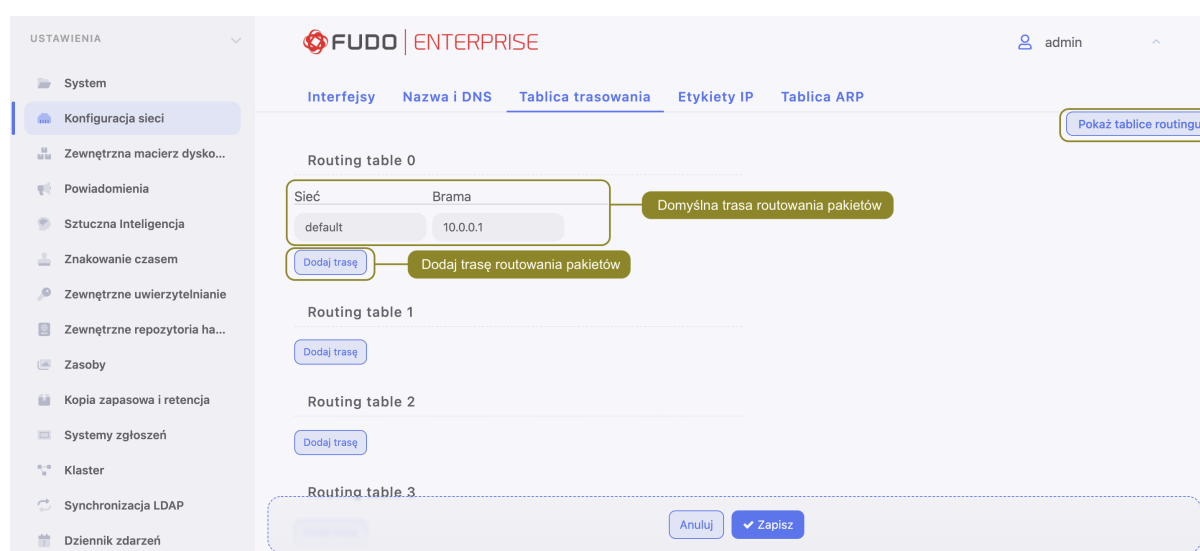 USTAWIENIA
FUDO ENTERPRISE
admin
System
Konfiguracja sieci
Zewnętrzna macierz dysko...
Powiadomienia
Sztuczna Inteligencja
Znakowanie czasem
Zewnętrzne uwierzytelnianie
Zewnętrzne repozytoria ha...
Zasoby
Kopia zapasowa i retencja
Systemy zgłoszeń
Klaster
Synchronizacja LDAP
Dziennik zdarzeń
Interfejsy Nazwa i DNS Tablica trasowania Etykiety IP Tablica ARP
Pokaż tablice routingu
Routing table 0
Sieć Brama
default 10.0.0.1
Domyślna trasa routowania pakietów
Dodaj trasę
Dodaj trasę routowania pakietów
Routing table 1
Dodaj trasę
Routing table 2
Dodaj trasę
Routing table 3
Anuluj Zapisz